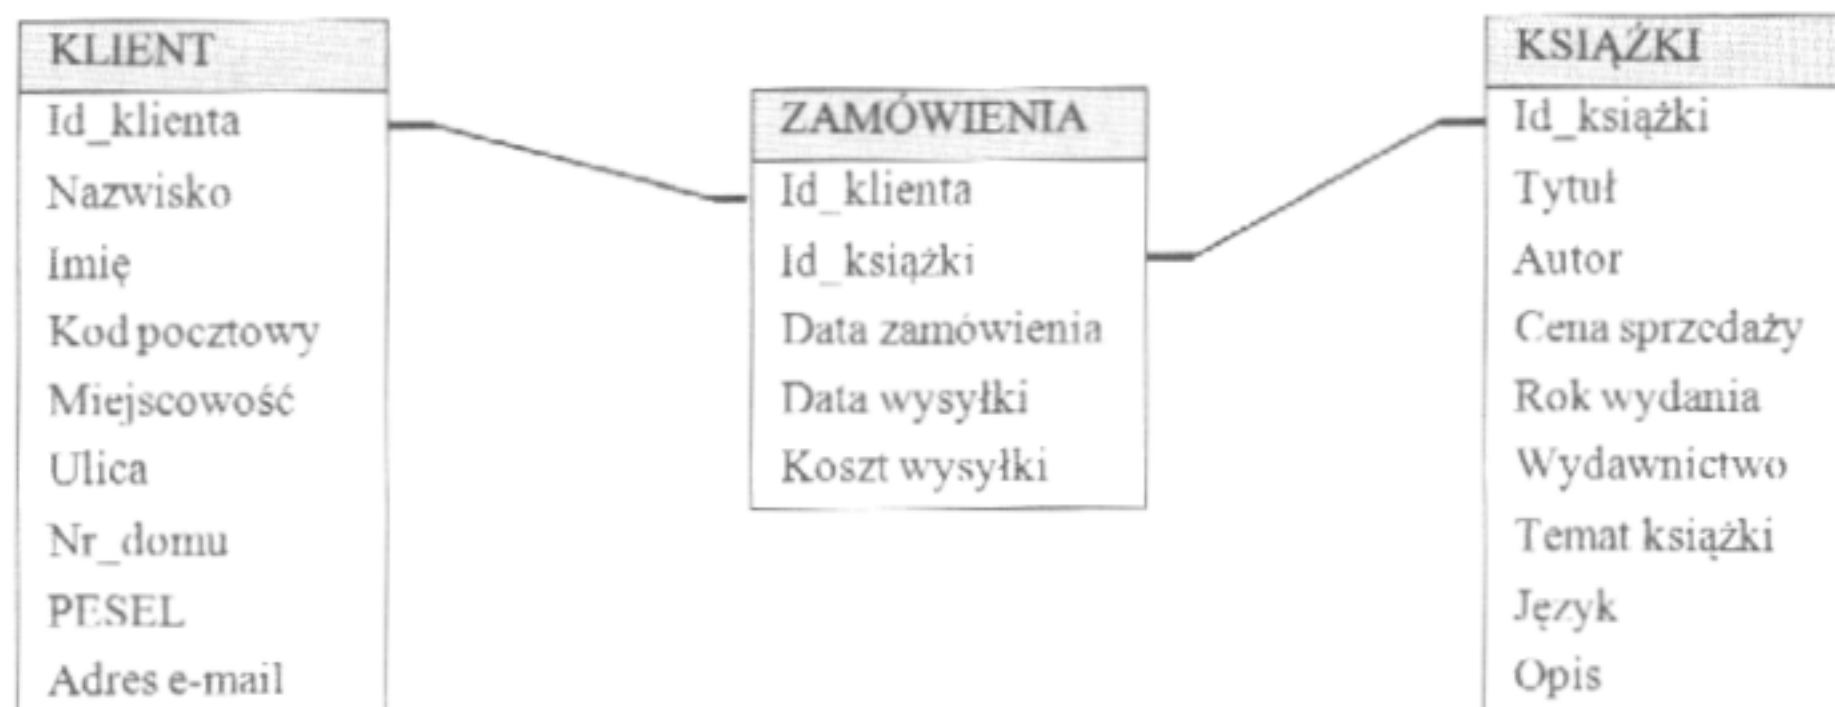 KLIENT
Id_klienta
Nazwisko
Imię
Kod pocztowy
Miejscowość
Ulica
Nr_domu
PESEL
Adres e-mail
ZAMÓWIENIA
Id_klienta
Id_książki
Data zamówienia
Data wysyłki
Koszt wysyłki
KSIĄŻKI
Id_książki
Tytuł
Autor
Cena sprzedaży
Rok wydania
Wydawnictwo
Temat książki
Język
Opis